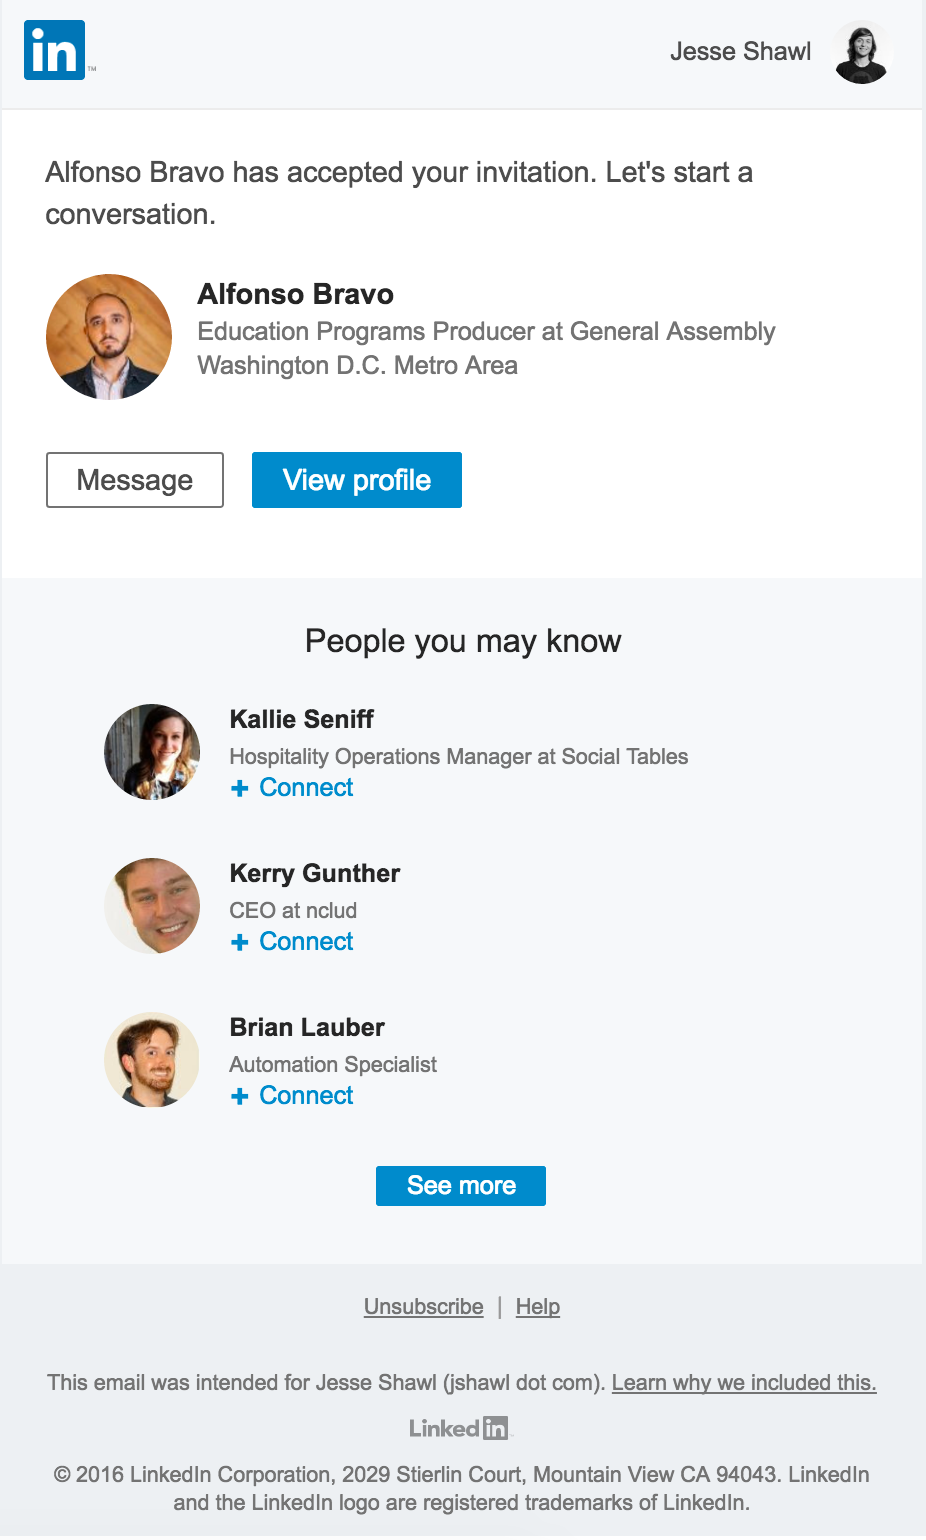 in ™
Jesse Shawl
Alfonso Bravo has accepted your invitation. Let's start a
conversation.
Alfonso Bravo
Education Programs Producer at General Assembly
Washington D.C. Metro Area
Message View profile
People you may know
Kallie Seniff
Hospitality Operations Manager at Social Tables
+ Connect
Kerry Gunther
CEO at nclud
+ Connect
Brian Lauber
Automation Specialist
+ Connect
See more
Unsubscribe | Help
This email was intended for Jesse Shawl (jshawl dot com). Learn why we included this.
Linked in
© 2016 LinkedIn Corporation, 2029 Stierlin Court, Mountain View CA 94043. LinkedIn
and the LinkedIn logo are registered trademarks of LinkedIn.